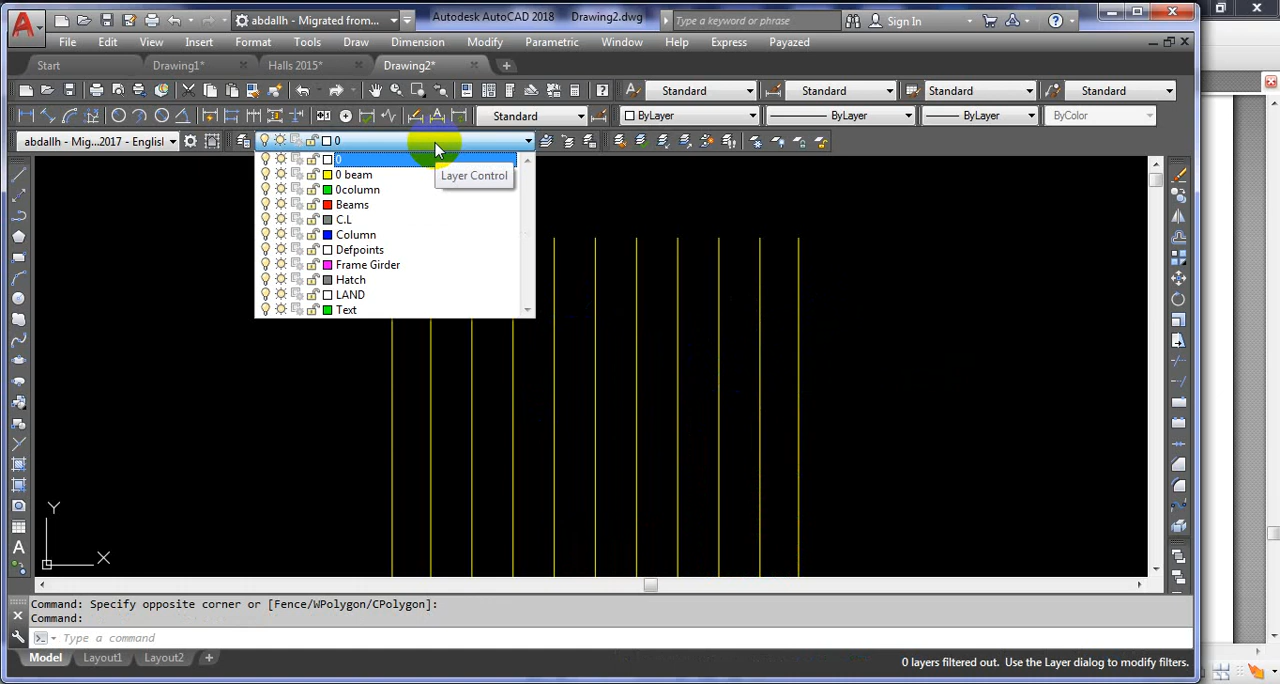 abdallh - Migrated from...
Autodesk AutoCAD 2018 Drawing2.dwg
Type a keyword or phrase
Sign In
File Edit View Insert Format Tools Draw Dimension Modify Parametric Window Help Express Payazed
Start Drawing1* Halls 2015* Drawing2*
Standard Standard Standard Standard
Standard ByLayer ByLayer ByLayer ByColor
abdallh - Mig...2017 - English 0
0
0 beam
Layer Control
0column
Beams
C.L
Column
Defpoints
Frame Girder
Hatch
LAND
Text
Y
X
Command: Specify opposite corner or [Fence/WPolygon/CPolygon]:
Command:
Type a command
Model Layout1 Layout2 +
0 layers filtered out. Use the Layer dialog to modify filters.